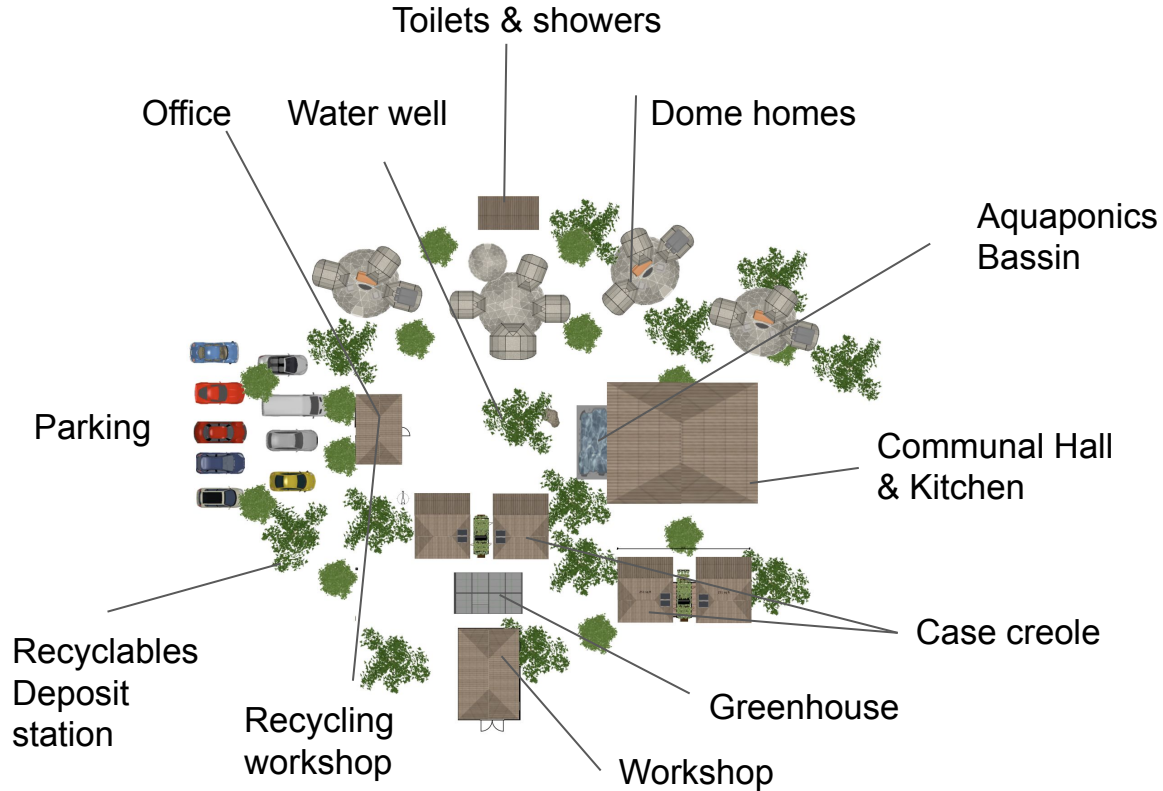 Toilets & showers
Office
Water well
Dome homes
Aquaponics
Bassin
Parking
Communal Hall
& Kitchen
Case creole
Recyclables
Deposit
station
Recycling
workshop
Greenhouse
Workshop